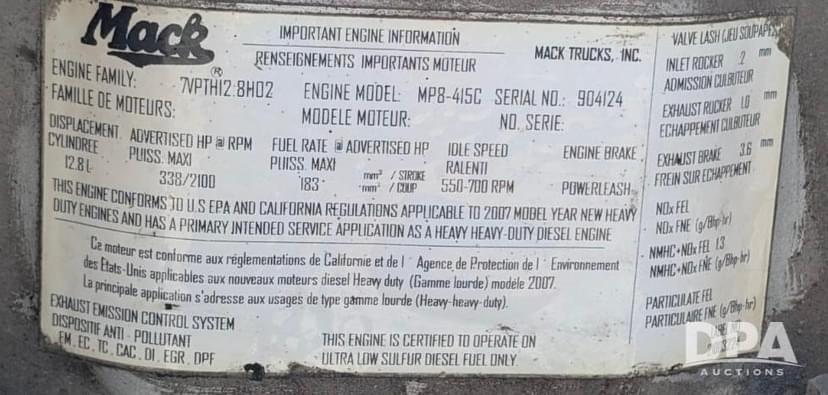 Mack
®
IMPORTANT ENGINE INFORMATION
RENSEIGNEMENTS IMPORTANTS MOTEUR
MACK TRUCKS, INC.
ENGINE FAMILY: 7VPTH12.8H02 ENGINE MODEL: MP8-415C SERIAL NO.: 904124
FAMILLE DE MOTEURS: MODELE MOTEUR: NO. SERIE:
DISPLACEMENT ADVERTISED HP @ RPM FUEL RATE @ ADVERTISED HP IDLE SPEED ENGINE BRAKE
CYLINDREE PUISS. MAXI PUISS. MAXI RALENTI
12.8L 338/2100 183 mm³ / STROKE 550-700 RPM POWERLEASH
mm³ / COUP
THIS ENGINE CONFORMS TO U.S EPA AND CALIFORNIA REGULATIONS APPLICABLE TO 2007 MODEL YEAR NEW HEAVY
DUTY ENGINES AND HAS A PRIMARY INTENDED SERVICE APPLICATION AS A HEAVY HEAVY-DUTY DIESEL ENGINE
Ce moteur est conforme aux réglementations de Californie et de l ' Agence de Protection de l ' Environnement
des États-Unis applicables aux nouveaux moteurs diesel Heavy duty (Gamme lourde) modèle 2007.
La principale application s'adresse aux usages de type gamme lourde (Heavy-heavy-duty).
EXHAUST EMISSION CONTROL SYSTEM
DISPOSITIF ANTI - POLLUTANT
EM, EC, TC, CAC, DI, EGR, DPF
THIS ENGINE IS CERTIFIED TO OPERATE ON
ULTRA LOW SULFUR DIESEL FUEL ONLY.
VALVE LASH (JEU SOUPAPES
INLET ROCKER .2 mm
ADMISSION CULBUTEUR
EXHAUST RUCKER 1.0 mm
ECHAPPEMENT CULBUTEUR
EXHAUST BRAKE 3.6 mm
FREIN SUR ECHAPPEMENT
NOx FEL
NOx FNE (g/Bhp-hr)
NMHC+NOx FEL 1.3
NMHC+NOx FNE (g/Bhp-hr)
PARTICULATE FEL
PARTICULAIRE FNE (g/Bhp-hr)
DPA
AUCTIONS